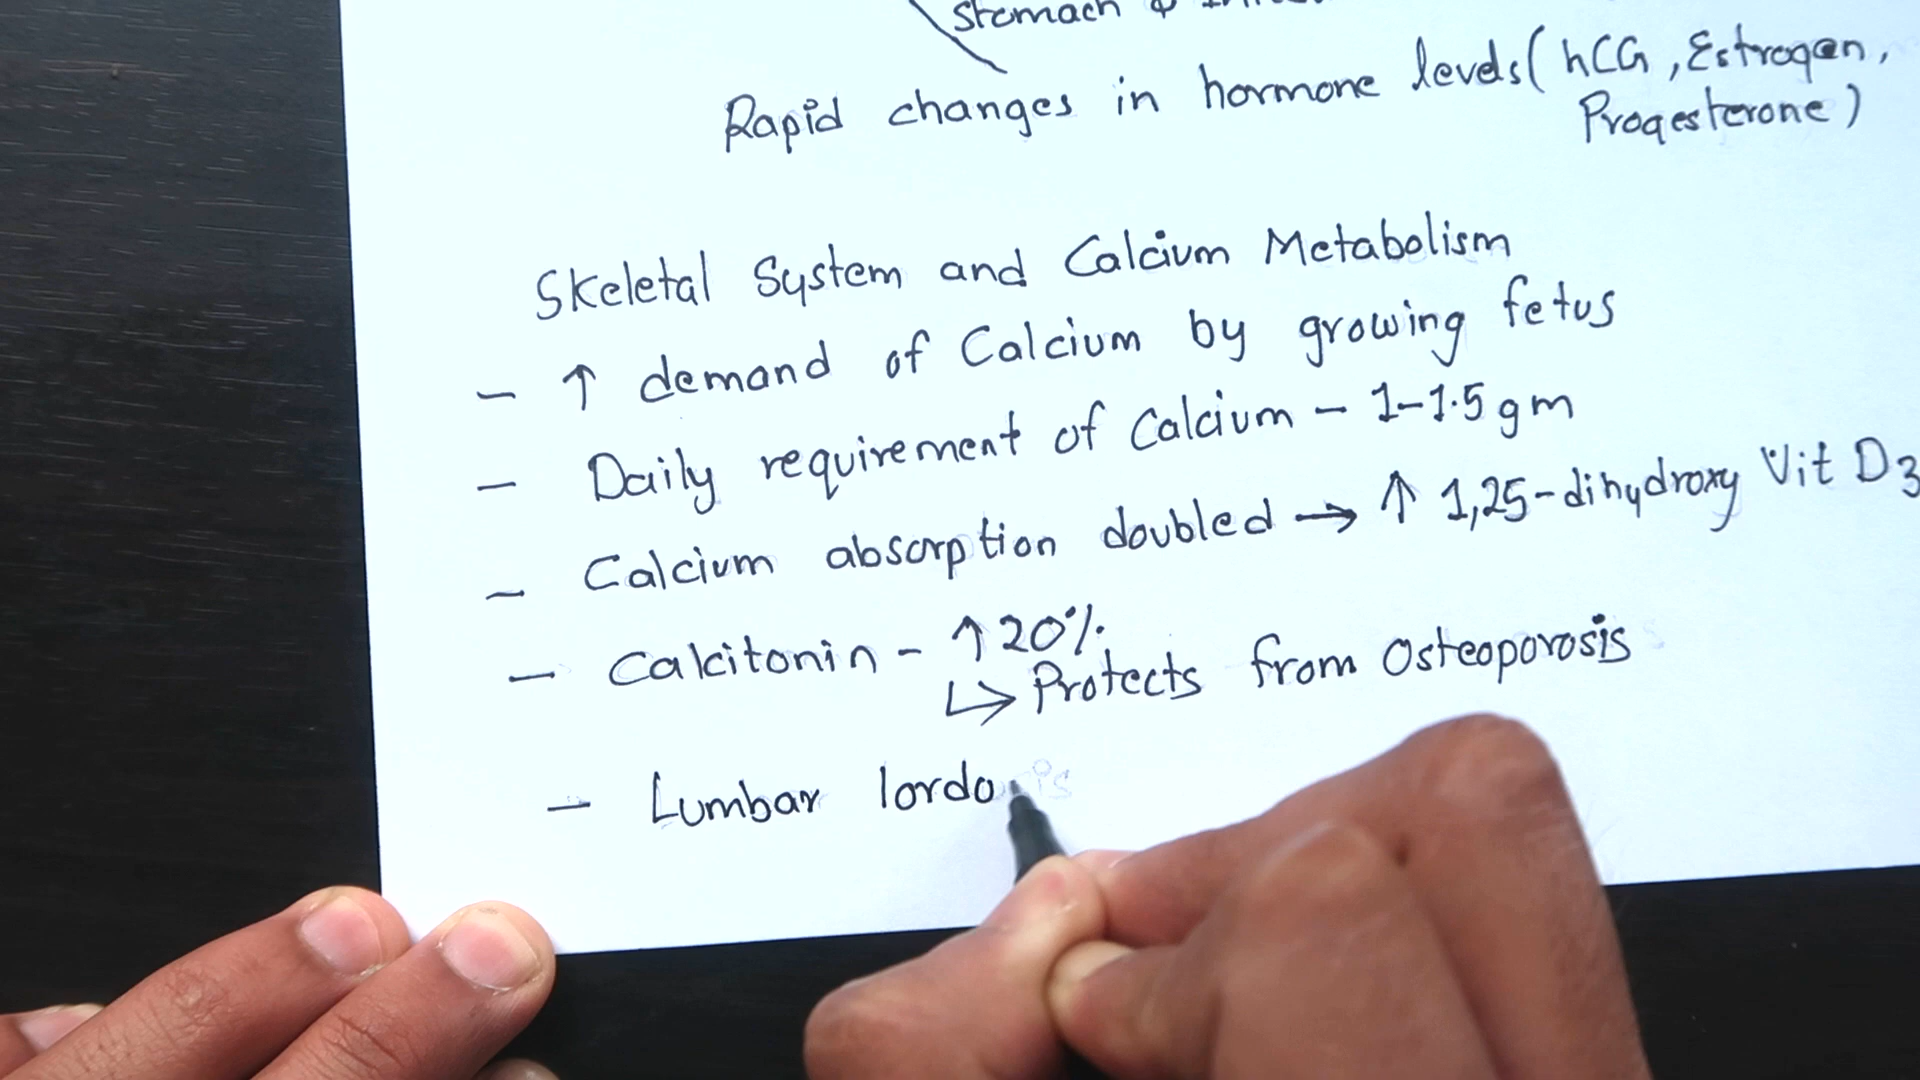 Stomach &
Rapid changes in hormone levels (hCG, Estrogen,
Progesterone)
Skeletal System and Calcium Metabolism
- ↑ demand of Calcium by growing fetus
- Daily requirement of Calcium - 1-1.5 gm
- Calcium absorption doubled → ↑ 1,25-dihydroxy Vit D3
- Calcitonin - ↑ 20%
↳ Protects from Osteoporosis
- Lumbar lordo